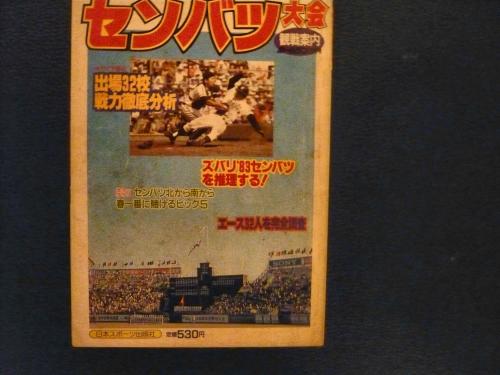 センバツ大会
観戦案内
出場32校
戦力徹底分析
ズバリ'83センバツ
を推理する!
センバツ北から南から
春一番に賭けるビッグ5
エース32人を完全調査
SONY
日本スポーツ出版社
定価530円